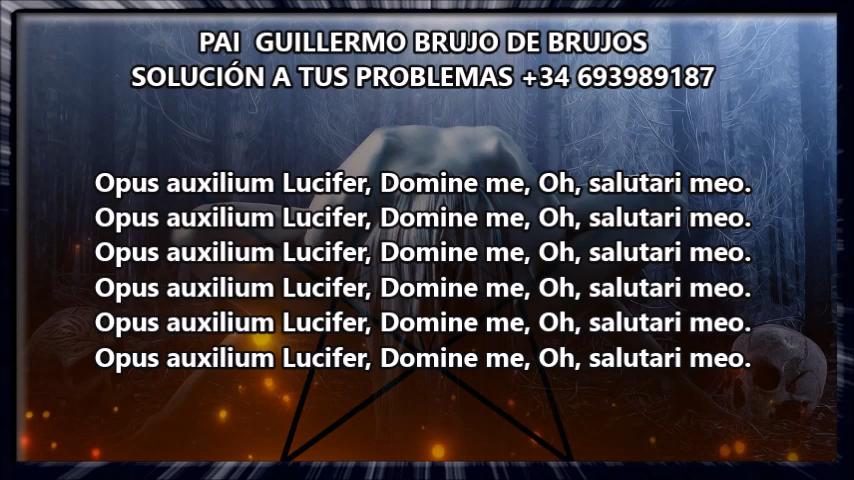 PAI GUILLERMO BRUJO DE BRUJOS
SOLUCIÓN A TUS PROBLEMAS +34 693989187
Opus auxilium Lucifer, Domine me, Oh, salutari meo.
Opus auxilium Lucifer, Domine me, Oh, salutari meo.
Opus auxilium Lucifer, Domine me, Oh, salutari meo.
Opus auxilium Lucifer, Domine me, Oh, salutari meo.
Opus auxilium Lucifer, Domine me, Oh, salutari meo.
Opus auxilium Lucifer, Domine me, Oh, salutari meo.